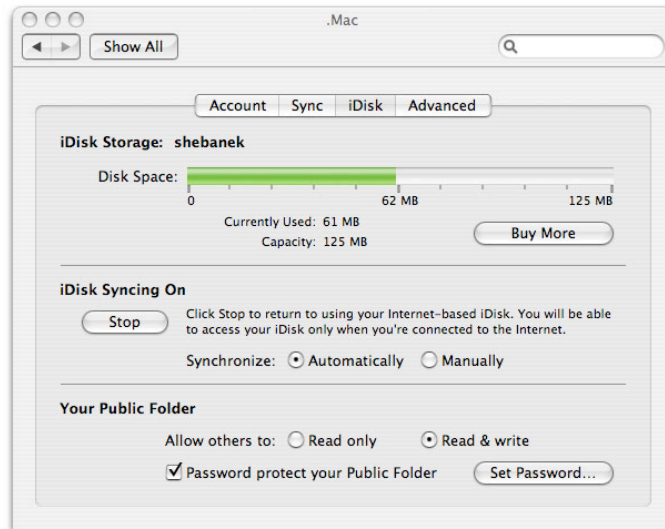 .Mac
Show All
Account Sync iDisk Advanced
iDisk Storage: shebanek
Disk Space:
0 62 MB 125 MB
Currently Used: 61 MB
Capacity: 125 MB
Buy More
iDisk Syncing On
Stop
Click Stop to return to using your Internet-based iDisk. You will be able
to access your iDisk only when you're connected to the Internet.
Synchronize: Automatically Manually
Your Public Folder
Allow others to: Read only Read & write
Password protect your Public Folder Set Password...